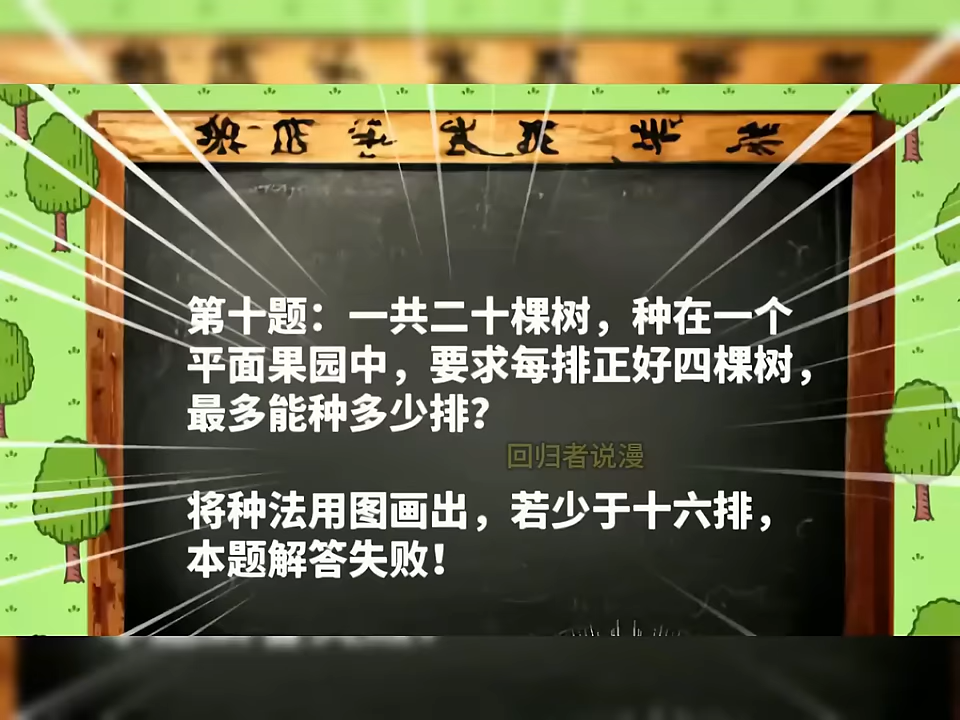 第十题：一共二十棵树，种在一个
平面果园中，要求每排正好四棵树，
最多能种多少排？
回归者说漫
将种法用图画出，若少于十六排，
本题解答失败！